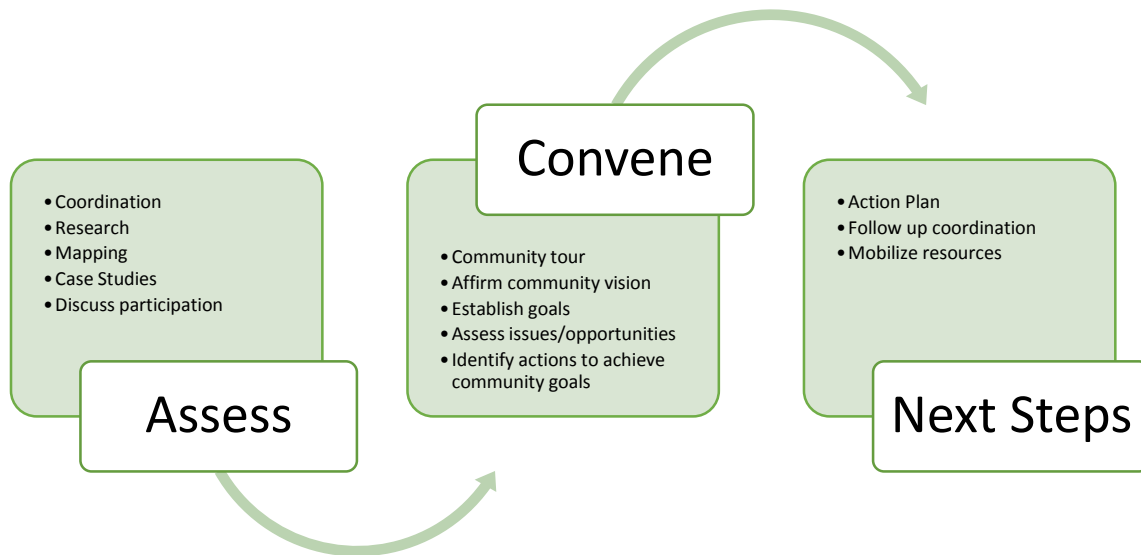 • Coordination
• Research
• Mapping
• Case Studies
• Discuss participation
Assess
Convene
• Community tour
• Affirm community vision
• Establish goals
• Assess issues/opportunities
• Identify actions to achieve
community goals
• Action Plan
• Follow up coordination
• Mobilize resources
Next Steps